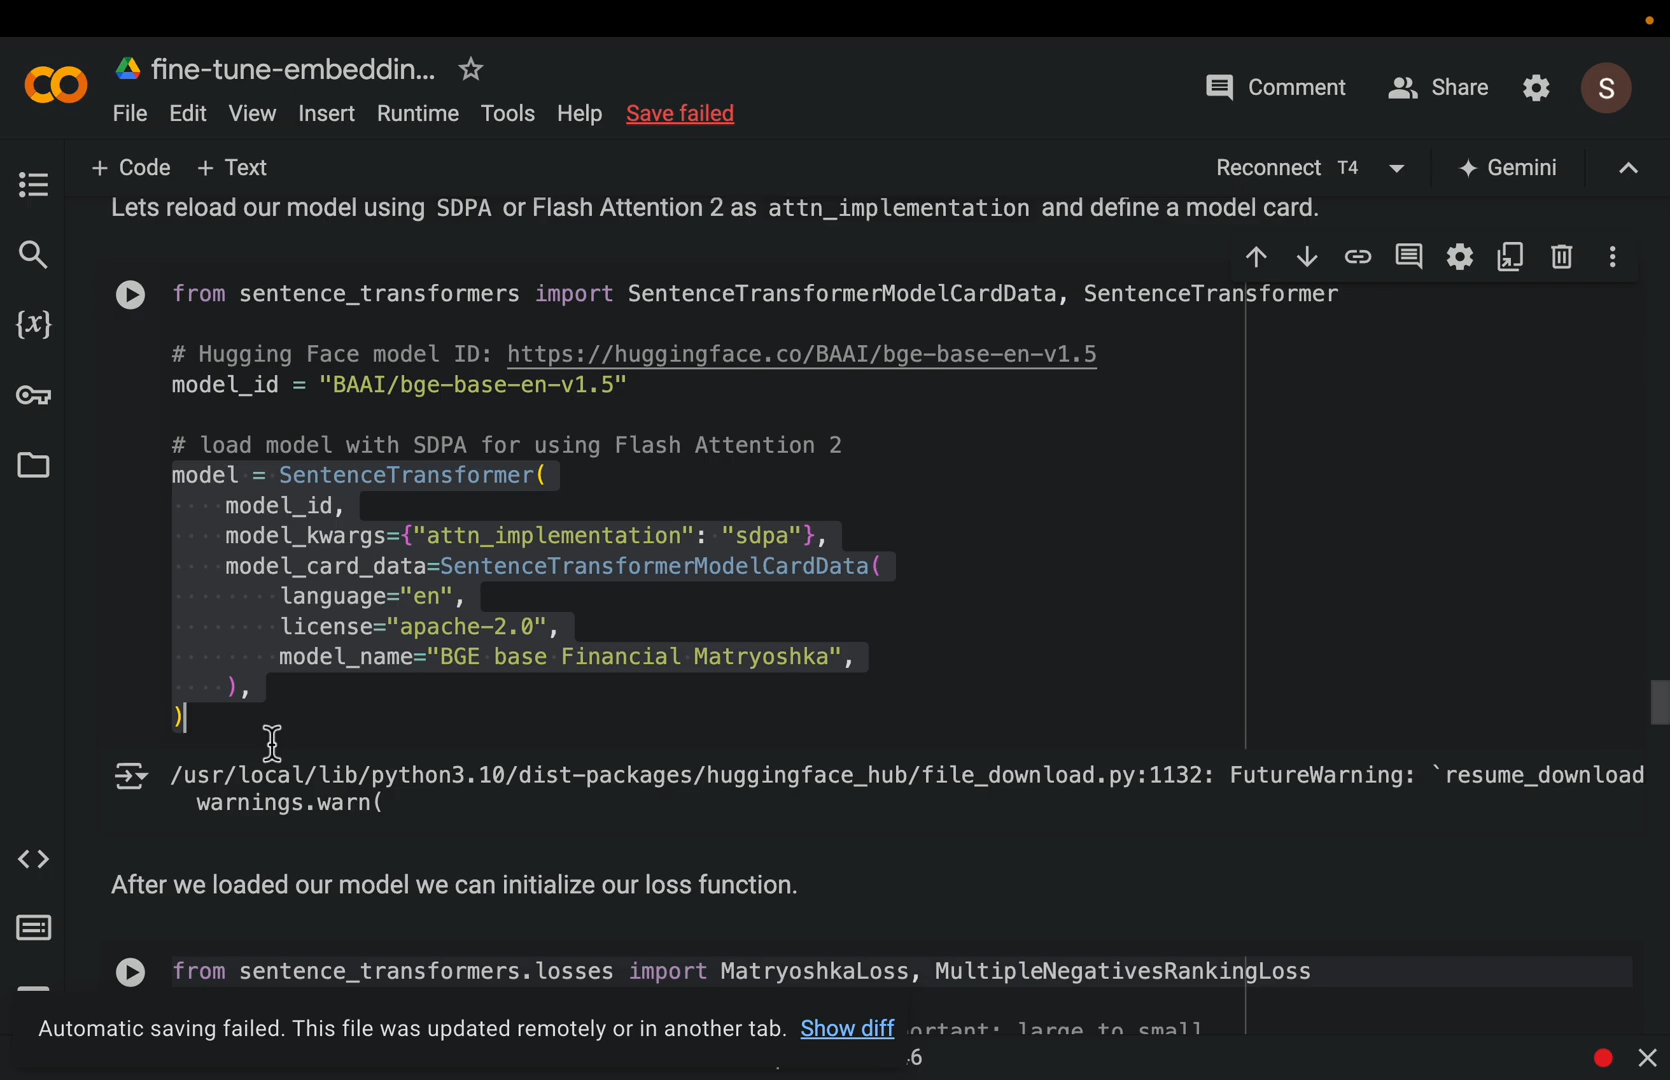 fine-tune-embeddin...
File Edit View Insert Runtime Tools Help Save failed
Comment Share S
+ Code + Text
Reconnect T4 Gemini
Lets reload our model using SDPA or Flash Attention 2 as attn_implementation and define a model card.
from sentence_transformers import SentenceTransformerModelCardData, SentenceTransformer
# Hugging Face model ID: https://huggingface.co/BAAI/bge-base-en-v1.5
model_id = "BAAI/bge-base-en-v1.5"
# load model with SDPA for using Flash Attention 2
model = SentenceTransformer(
model_id,
model_kwargs={"attn_implementation": "sdpa"},
model_card_data=SentenceTransformerModelCardData(
language="en",
license="apache-2.0",
model_name="BGE base Financial Matryoshka",
),
)
/usr/local/lib/python3.10/dist-packages/huggingface_hub/file_download.py:1132: FutureWarning: `resume_download
warnings.warn(
After we loaded our model we can initialize our loss function.
from sentence_transformers.losses import MatryoshkaLoss, MultipleNegativesRankingLoss
Automatic saving failed. This file was updated remotely or in another tab. Show diff
ortant: large to small